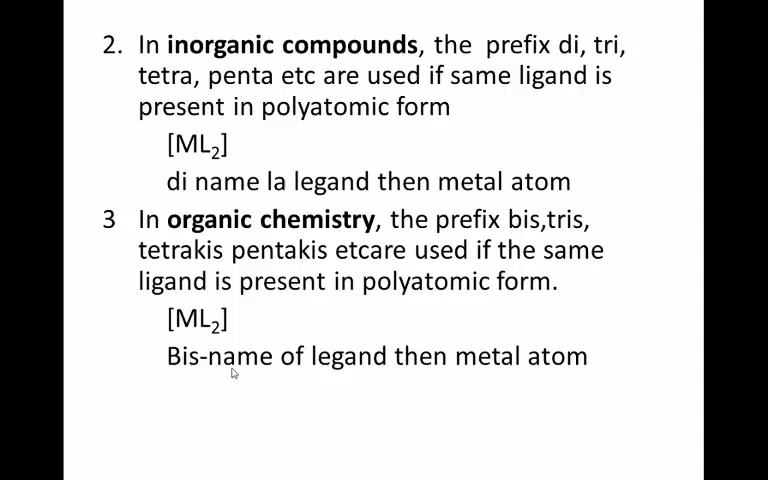 2. In inorganic compounds, the prefix di, tri,
tetra, penta etc are used if same ligand is
present in polyatomic form
[ML₂]
di name la legand then metal atom
3 In organic chemistry, the prefix bis,tris,
tetrakis pentakis etcare used if the same
ligand is present in polyatomic form.
[ML₂]
Bis-name of legand then metal atom